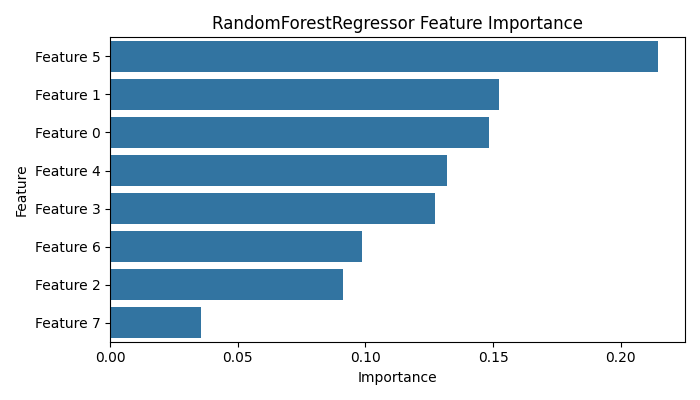 RandomForestRegressor Feature Importance
Feature 5
Feature 1
Feature 0
Feature 4
Feature 3
Feature 6
Feature 2
Feature 7
Feature
0.00 0.05 0.10 0.15 0.20
Importance